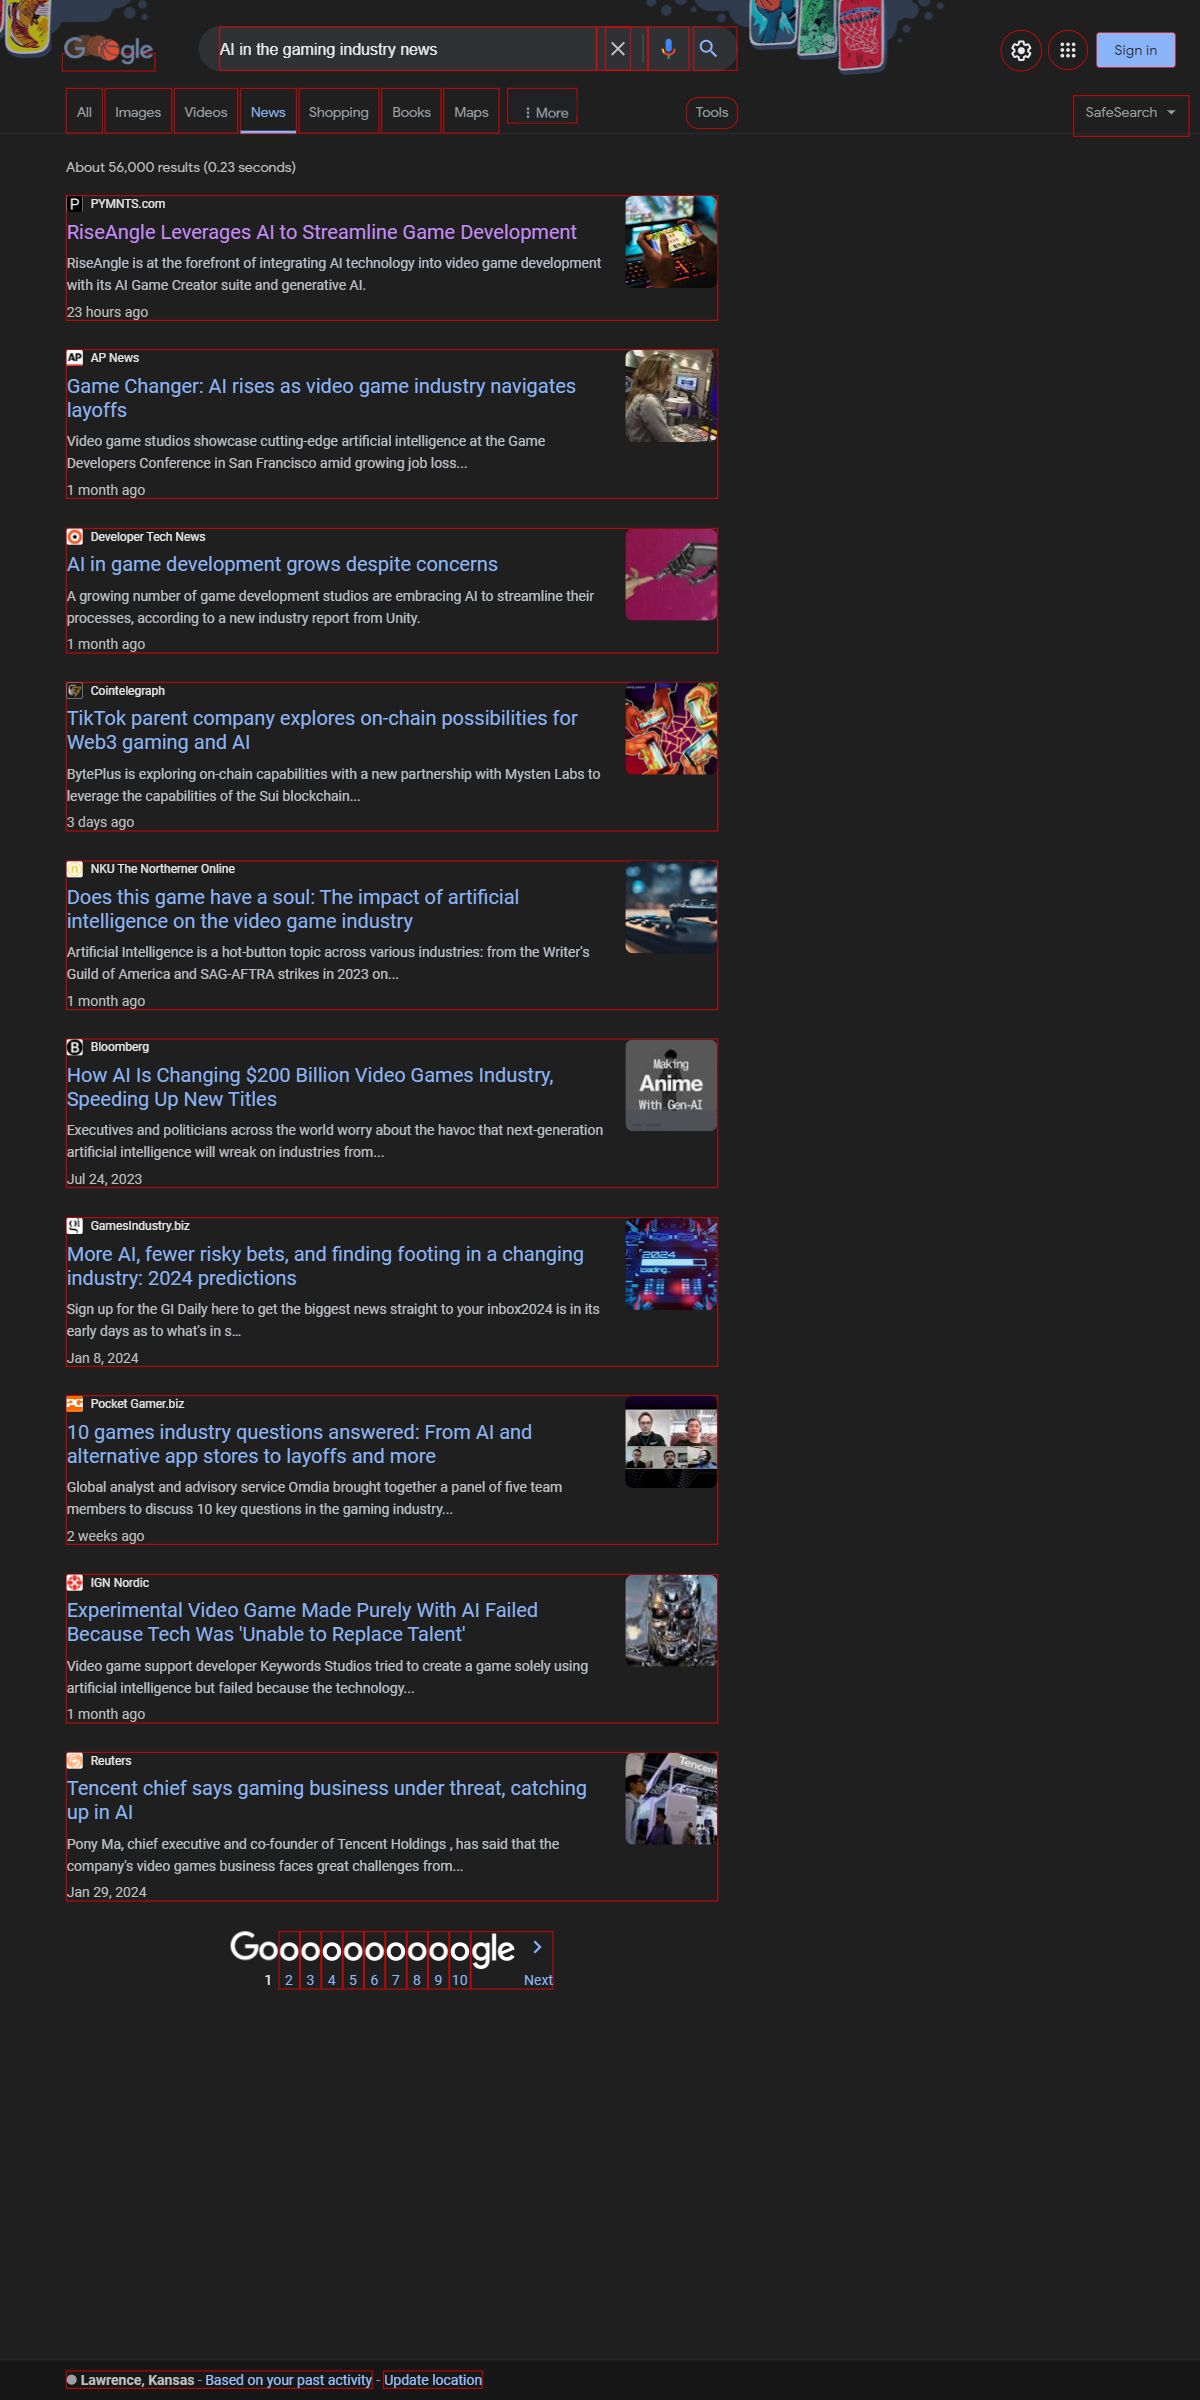 Google
AI in the gaming industry news
Sign in
All Images Videos News Shopping Books Maps More Tools SafeSearch
About 56,000 results (0.23 seconds)
PYMNTS.com
RiseAngle Leverages AI to Streamline Game Development
RiseAngle is at the forefront of integrating AI technology into video game development
with its AI Game Creator suite and generative AI.
23 hours ago
AP AP News
Game Changer: AI rises as video game industry navigates
layoffs
Video game studios showcase cutting-edge artificial intelligence at the Game
Developers Conference in San Francisco amid growing job loss...
1 month ago
Developer Tech News
AI in game development grows despite concerns
A growing number of game development studios are embracing AI to streamline their
processes, according to a new industry report from Unity.
1 month ago
Cointelegraph
TikTok parent company explores on-chain possibilities for
Web3 gaming and AI
BytePlus is exploring on-chain capabilities with a new partnership with Mysten Labs to
leverage the capabilities of the Sui blockchain...
3 days ago
NKU The Northerner Online
Does this game have a soul: The impact of artificial
intelligence on the video game industry
Artificial Intelligence is a hot-button topic across various industries: from the Writer's
Guild of America and SAG-AFTRA strikes in 2023 on...
1 month ago
B Bloomberg
How AI Is Changing $200 Billion Video Games Industry,
Speeding Up New Titles
Executives and politicians across the world worry about the havoc that next-generation
artificial intelligence will wreak on industries from...
Jul 24, 2023
Making
Anime
With Gen-AI
gi GamesIndustry.biz
More AI, fewer risky bets, and finding footing in a changing
industry: 2024 predictions
Sign up for the GI Daily here to get the biggest news straight to your inbox2024 is in its
early days as to what's in s...
Jan 8, 2024
2024
loading...
PG Pocket Gamer.biz
10 games industry questions answered: From AI and
alternative app stores to layoffs and more
Global analyst and advisory service Omdia brought together a panel of five team
members to discuss 10 key questions in the gaming industry...
2 weeks ago
IGN Nordic
Experimental Video Game Made Purely With AI Failed
Because Tech Was 'Unable to Replace Talent'
Video game support developer Keywords Studios tried to create a game solely using
artificial intelligence but failed because the technology...
1 month ago
Reuters
Tencent chief says gaming business under threat, catching
up in AI
Pony Ma, chief executive and co-founder of Tencent Holdings , has said that the
company's video games business faces great challenges from...
Jan 29, 2024
Tencent
Goooooooooogle
1 2 3 4 5 6 7 8 9 10 Next
Lawrence, Kansas - Based on your past activity - Update location